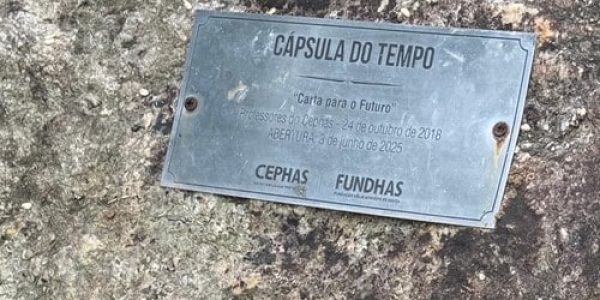 CÁPSULA DO TEMPO
"Carta para o Futuro"
Professores do Cephas - 24 de outubro de 2018
ABERTURA: 3 de junho de 2025
CEPHAS FUNDHAS